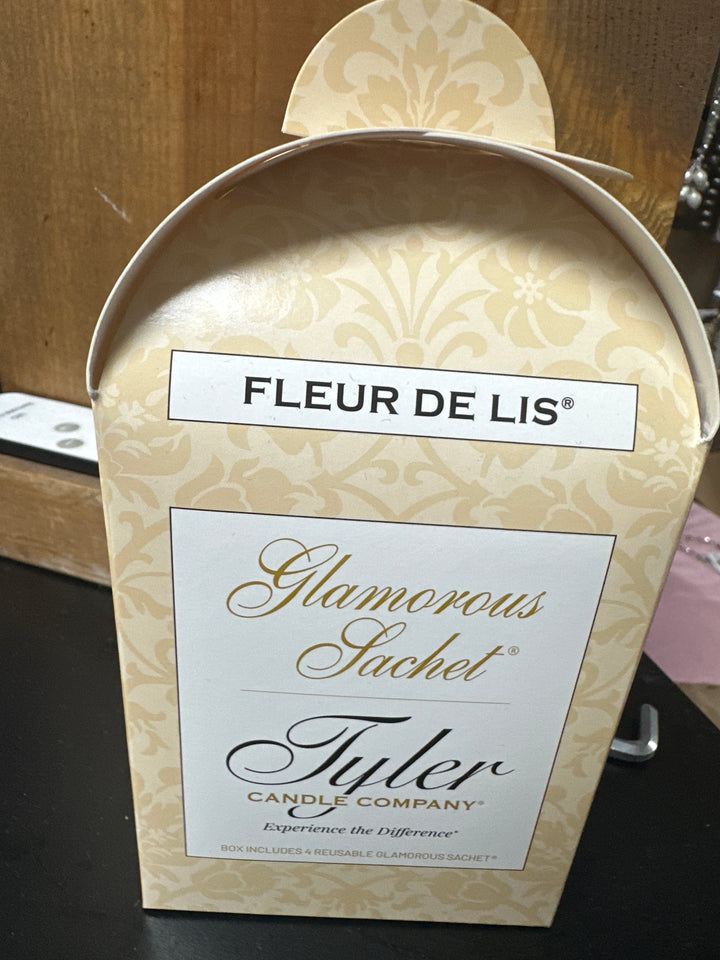 FLEUR DE LIS®
Glamorous
Sachet®
Tyler
CANDLE COMPANY®
Experience the Difference®
BOX INCLUDES 4 REUSABLE GLAMOROUS SACHET®